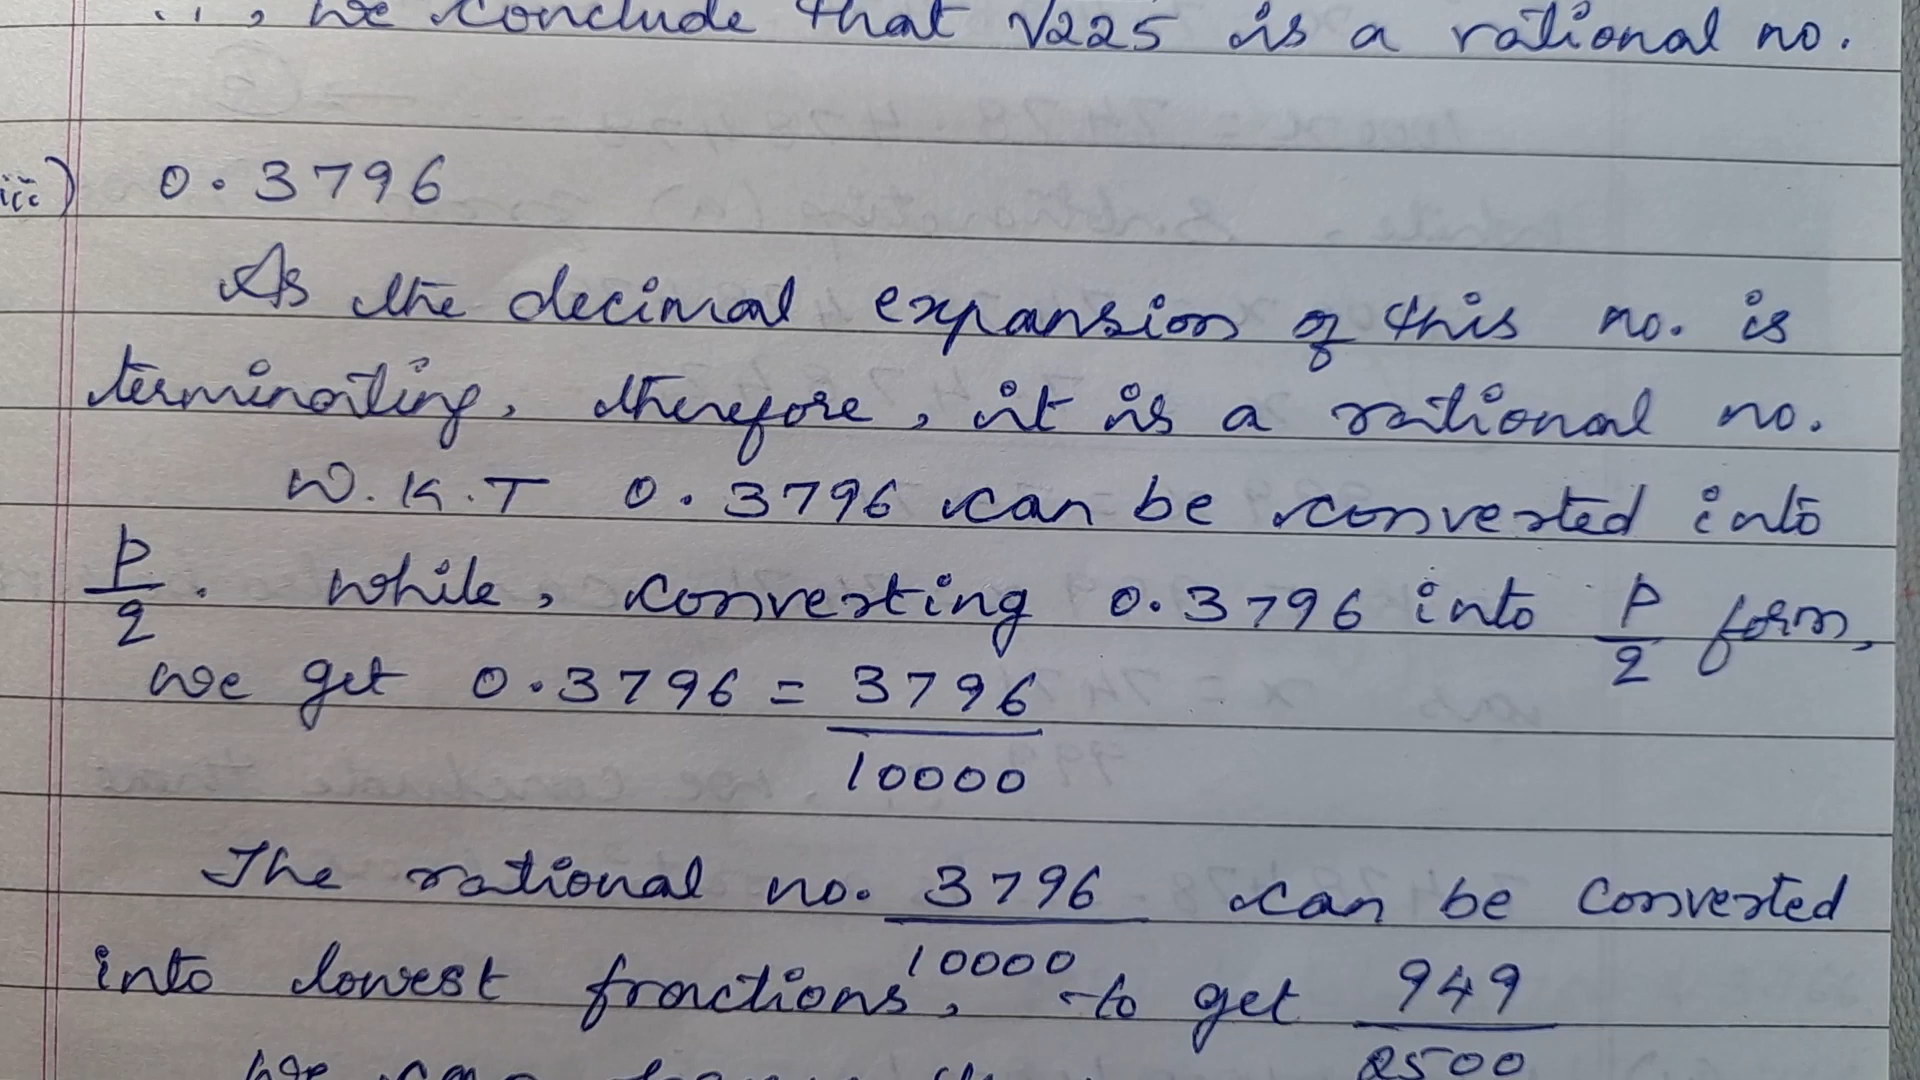 ∴, we conclude that √225 is a rational no.
iii) 0.3796
As the decimal expansion of this no. is
terminating, therefore, it is a rational no.
W.K.T 0.3796 can be converted into
p/q. while, converting 0.3796 into p/q form,
we get 0.3796 = 3796/10000
The rational no. 3796/10000 can be converted
into lowest fractions, to get 949/2500
we can